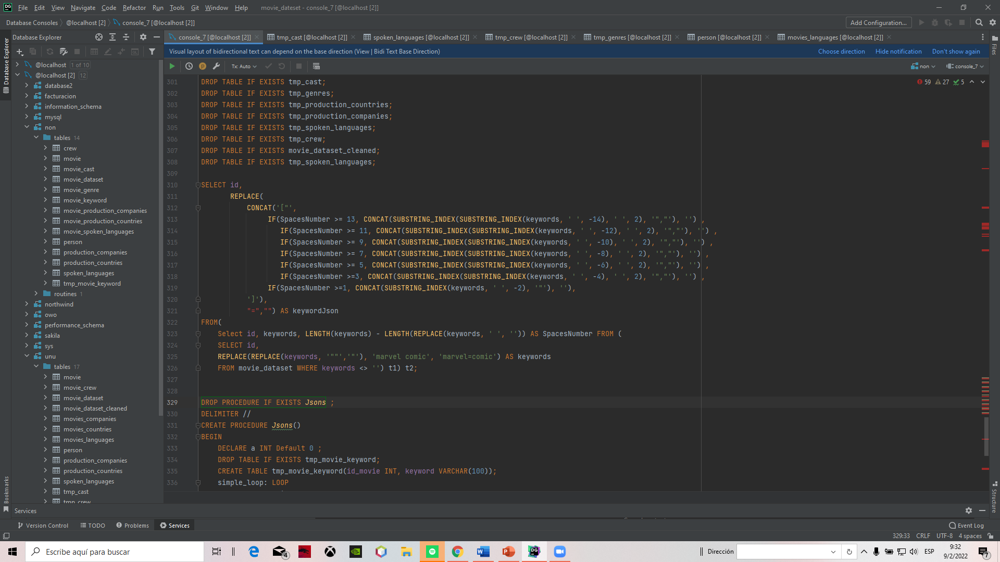 DG File Edit View Navigate Code Refactor Run Tools Git Window Help movie_dateset - console_7 [@localhost [2]]
Database Consoles @localhost [2] console_7 [@localhost [2]] Add Configuration...
Database Explorer
console_7 [@localhost [2]] tmp_cast [@localhost [2]] spoken_languages [@localhost [2]] tmp_crew [@localhost [2]] tmp_genres [@localhost [2]] person [@localhost [2]] movies_languages [@localhost [2]]
Visual layout of bidirectional text can depend on the base direction (View | Bidi Text Base Direction) Choose direction Hide notification Don't show again
Tx: Auto non console_7
59 27 5
Database Explorer
Bookmarks
Files
Structure
@localhost 1 of 10
@localhost [2] 12
database2
facturacion
information_schema
mysql
non
tables 14
crew
movie
movie_cast
movie_dataset
movie_genre
movie_keyword
movie_production_companies
movie_production_countries
movie_spoken_languages
person
production_companies
production_countries
spoken_languages
tmp_movie_keyword
routines 1
northwind
owo
performance_schema
sakila
sys
unu
tables 17
movie
movie_crew
movie_dataset
movie_dataset_cleaned
movies_companies
movies_countries
movies_languages
person
production_companies
production_countries
spoken_languages
tmp_cast
tmp_crew
301 DROP TABLE IF EXISTS tmp_cast;
302 DROP TABLE IF EXISTS tmp_genres;
303 DROP TABLE IF EXISTS tmp_production_countries;
304 DROP TABLE IF EXISTS tmp_production_companies;
305 DROP TABLE IF EXISTS tmp_spoken_languages;
306 DROP TABLE IF EXISTS tmp_crew;
307 DROP TABLE IF EXISTS movie_dataset_cleaned;
308 DROP TABLE IF EXISTS tmp_spoken_languages;
309
310 SELECT id,
311 REPLACE(
312 CONCAT('["',
313 IF(SpacesNumber >= 13, CONCAT(SUBSTRING_INDEX(SUBSTRING_INDEX(keywords, ' ', -14), ' ', 2), '","'), '') ,
314 IF(SpacesNumber >= 11, CONCAT(SUBSTRING_INDEX(SUBSTRING_INDEX(keywords, ' ', -12), ' ', 2), '","'), '') ,
315 IF(SpacesNumber >= 9, CONCAT(SUBSTRING_INDEX(SUBSTRING_INDEX(keywords, ' ', -10), ' ', 2), '","'), '') ,
316 IF(SpacesNumber >= 7, CONCAT(SUBSTRING_INDEX(SUBSTRING_INDEX(keywords, ' ', -8), ' ', 2), '","'), '') ,
317 IF(SpacesNumber >= 5, CONCAT(SUBSTRING_INDEX(SUBSTRING_INDEX(keywords, ' ', -6), ' ', 2), '","'), '') ,
318 IF(SpacesNumber >=3, CONCAT(SUBSTRING_INDEX(SUBSTRING_INDEX(keywords, ' ', -4), ' ', 2), '","'), '') ,
319 IF(SpacesNumber >=1, CONCAT(SUBSTRING_INDEX(keywords, ' ', -2), '"'), ''),
320 ']'),
321 "=","") AS keywordJson
322 FROM(
323 Select id, keywords, LENGTH(keywords) - LENGTH(REPLACE(keywords, ' ', '')) AS SpacesNumber FROM (
324 SELECT id,
325 REPLACE(REPLACE(keywords, '""','"'), 'marvel comic', 'marvel=comic') AS keywords
326 FROM movie_dataset WHERE keywords <> '') t1) t2;
327
328
329 DROP PROCEDURE IF EXISTS Jsons ;
330 DELIMITER //
331 CREATE PROCEDURE Jsons()
332 BEGIN
333 DECLARE a INT Default 0 ;
334 DROP TABLE IF EXISTS tmp_movie_keyword;
335 CREATE TABLE tmp_movie_keyword(id_movie INT, keyword VARCHAR(100));
336 simple_loop: LOOP
Services
Version Control TODO Problems Services Event Log
329:33 CRLF UTF-8 4 spaces
Escribe aquí para buscar 4 Dirección ESP 9:32
9/2/2022 7